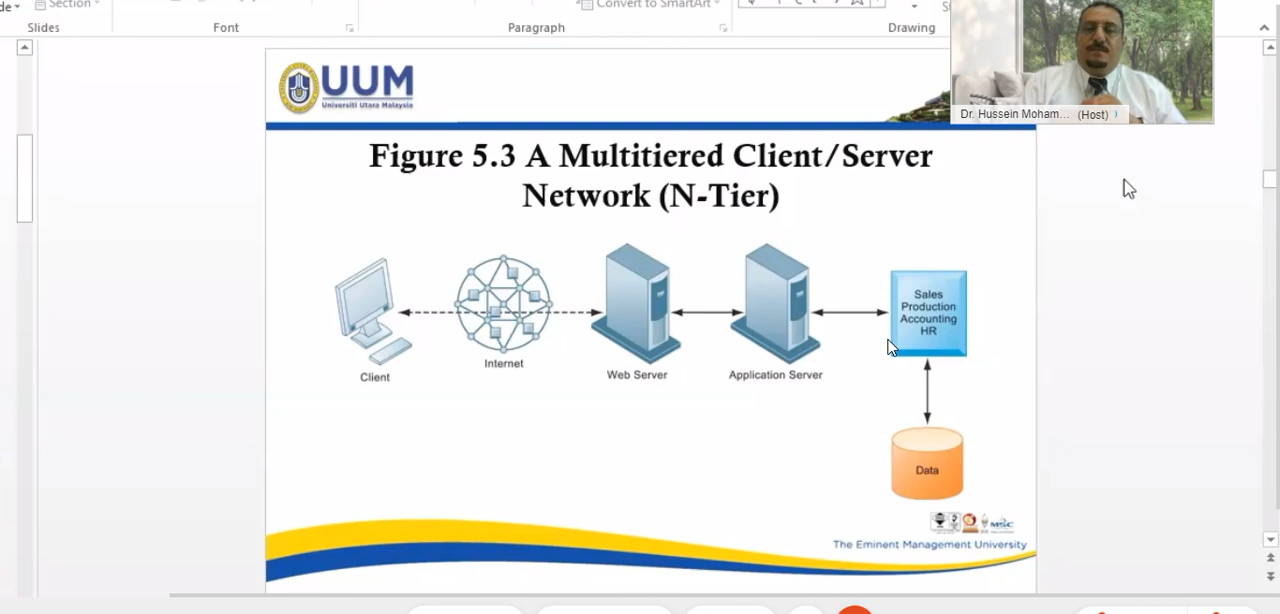 Section
Convert to SmartArt
Slides
Font
Paragraph
Drawing
Dr. Hussein Moham... (Host)
UUM
Universiti Utara Malaysia
Figure 5.3 A Multitiered Client/Server
Network (N-Tier)
Sales
Production
Accounting
HR
Internet
Client
Web Server
Application Server
Data
MSC
The Eminent Management University